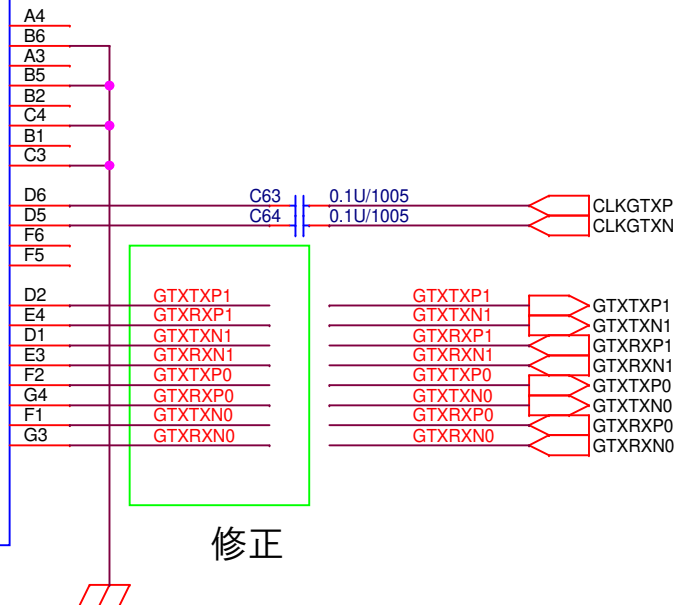 A4
B6
A3
B5
B2
C4
B1
C3
D6 C63 0.1U/1005 CLKGTXP
D5 C64 0.1U/1005 CLKGTXN
F6
F5
D2 GTXTXP1 GTXTXP1 GTXTXP1
E4 GTXRXP1 GTXTXN1 GTXTXN1
D1 GTXTXN1 GTXRXP1 GTXRXP1
E3 GTXRXN1 GTXRXN1 GTXRXN1
F2 GTXTXP0 GTXTXP0 GTXTXP0
G4 GTXRXP0 GTXTXN0 GTXTXN0
F1 GTXTXN0 GTXRXP0 GTXRXP0
G3 GTXRXN0 GTXRXN0 GTXRXN0
修正